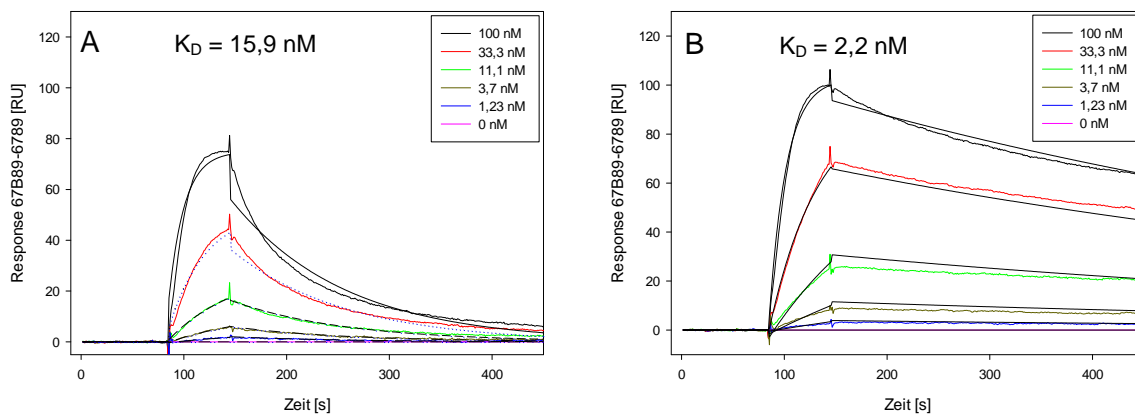 A
K_D = 15,9 nM
100 nM
33,3 nM
11,1 nM
3,7 nM
1,23 nM
0 nM
Response 67B89-6789 [RU]
120
100
80
60
40
20
0
0
100
200
300
400
Zeit [s]
B
K_D = 2,2 nM
100 nM
33,3 nM
11,1 nM
3,7 nM
1,23 nM
0 nM
Response 67B89-6789 [RU]
120
100
80
60
40
20
0
0
100
200
300
400
Zeit [s]